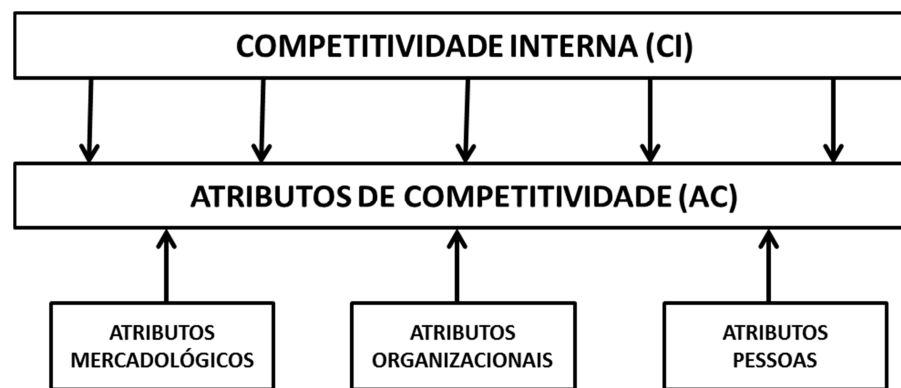 COMPETITIVIDADE INTERNA (CI)
ATRIBUTOS DE COMPETITIVIDADE (AC)
ATRIBUTOS
MERCADOLÓGICOS
ATRIBUTOS
ORGANIZACIONAIS
ATRIBUTOS
PESSOAS